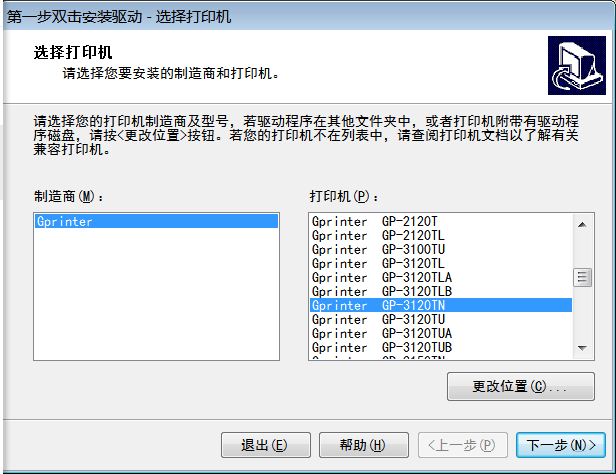 第一步双击安装驱动 - 选择打印机
选择打印机
请选择您要安装的制造商和打印机。
请选择您的打印机制造商及型号，若驱动程序在其他文件夹中，或者打印机附带有驱动程
序磁盘，请按<更改位置>按钮。若您的打印机不在列表中，请查阅打印机文档以了解有关
兼容打印机。
制造商(M)：
打印机(P)：
Gprinter
Gprinter GP-2120T
Gprinter GP-2120TL
Gprinter GP-3100TU
Gprinter GP-3120TL
Gprinter GP-3120TLA
Gprinter GP-3120TLB
Gprinter GP-3120TN
Gprinter GP-3120TU
Gprinter GP-3120TUA
Gprinter GP-3120TUB
更改位置(C)...
退出(E)
帮助(H)
<上一步(P)
下一步(N)>